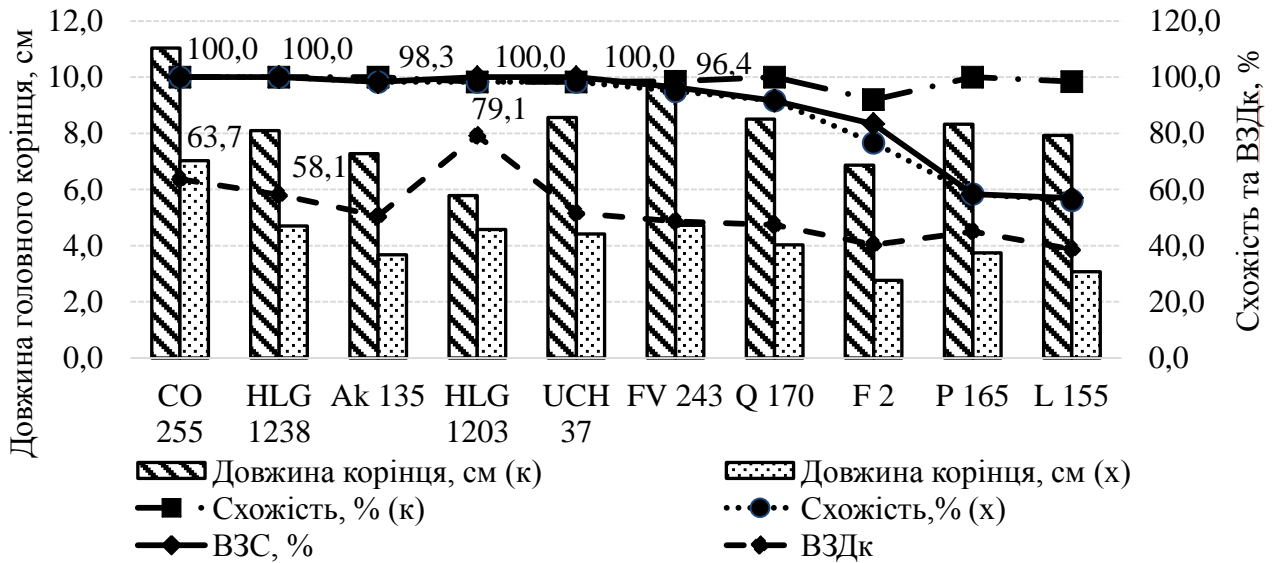 Довжина головного корінця, см
12,0
10,0
8,0
6,0
4,0
2,0
0,0
100,0
100,0
98,3
100,0
100,0
96,4
63,7
58,1
79,1
120,0
100,0
80,0
60,0
40,0
20,0
0,0
Схожість та ВЗДк, %
CO
255
HLG
1238
Ak 135
HLG
1203
UCH
37
FV 243
Q 170
F 2
P 165
L 155
Довжина корінця, см (к)
Довжина корінця, см (х)
Схожість, % (к)
Схожість,% (х)
ВЗС, %
ВЗДк